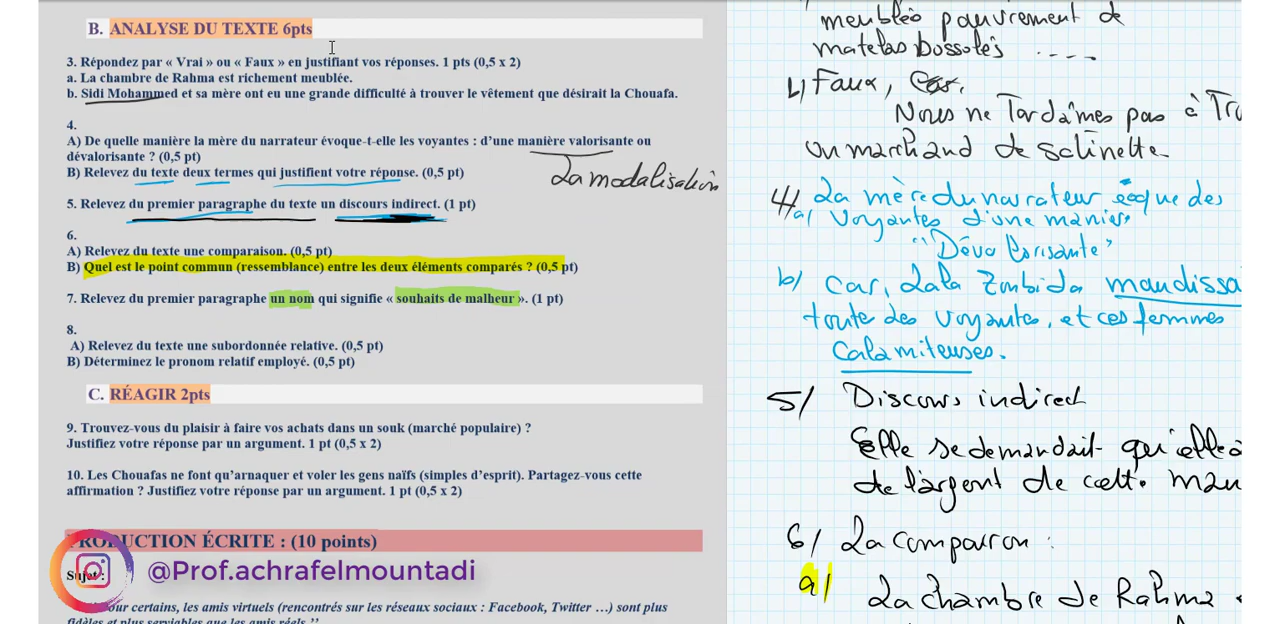 B. ANALYSE DU TEXTE 6pts
3. Répondez par « Vrai » ou « Faux » en justifiant vos réponses. 1 pts (0,5 x 2)
a. La chambre de Rahma est richement meublée.
b. Sidi Mohammed et sa mère ont eu une grande difficulté à trouver le vêtement que désirait la Chouafa.
4.
A) De quelle manière la mère du narrateur évoque-t-elle les voyantes : d'une manière valorisante ou
dévalorisante ? (0,5 pt)
B) Relevez du texte deux termes qui justifient votre réponse. (0,5 pt)
La modalisation
5. Relevez du premier paragraphe du texte un discours indirect. (1 pt)
6.
A) Relevez du texte une comparaison. (0,5 pt)
B) Quel est le point commun (ressemblance) entre les deux éléments comparés ? (0,5 pt)
7. Relevez du premier paragraphe un nom qui signifie « souhaits de malheur ». (1 pt)
8.
A) Relevez du texte une subordonnée relative. (0,5 pt)
B) Déterminez le pronom relatif employé. (0,5 pt)
C. RÉAGIR 2pts
9. Trouvez-vous du plaisir à faire vos achats dans un souk (marché populaire) ?
Justifiez votre réponse par un argument. 1 pt (0,5 x 2)
10. Les Chouafas ne font qu'arnaquer et voler les gens naïfs (simples d'esprit). Partagez-vous cette
affirmation ? Justifiez votre réponse par un argument. 1 pt (0,5 x 2)
PRODUCTION ÉCRITE : (10 points)
Sujet :
@Prof.achrafelmountadi
our certains, les amis virtuels (rencontrés sur les réseaux sociaux : Facebook, Twitter …) sont plus
fidèles et plus serviables que les amis réels.''
meublée pauvrement de
matelas bossolés ....
b) Faux, Car,
Nous ne Tardâmes pas à Tr
un marchand de satinette.
4) La mère du narrateur évoque des
a) Voyantes d'une manière
"Dévalorisante"
b) Car, Lala Zoubida maudissa
toute des voyantes, et ces femmes
Calamiteuses.
5) Discours indirect
Elle se demandait qu'elle a
de l'argent de cett. mau
6) La comparson :
a) La chambre de Rahma